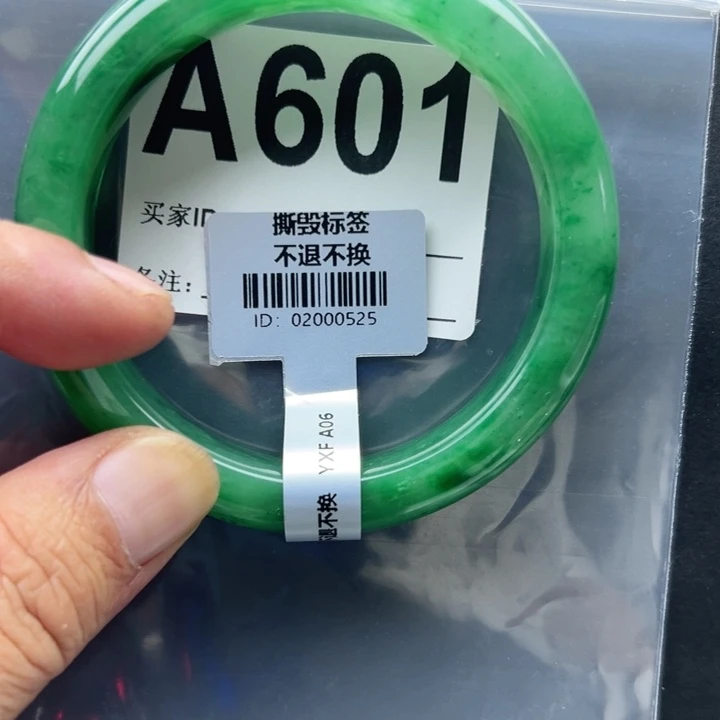 A601
买家ID
备注：
撕毁标签
不退不换
ID: 02000525
YXF A06
退不换